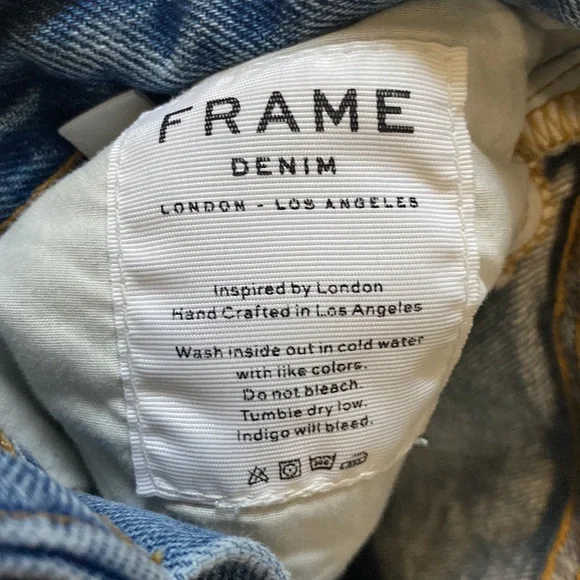 FRAME
DENIM
LONDON - LOS ANGELES
Inspired by London
Hand Crafted in Los Angeles
Wash inside out in cold water
with like colors.
Do not bleach.
Tumble dry low.
Indigo will bleed.